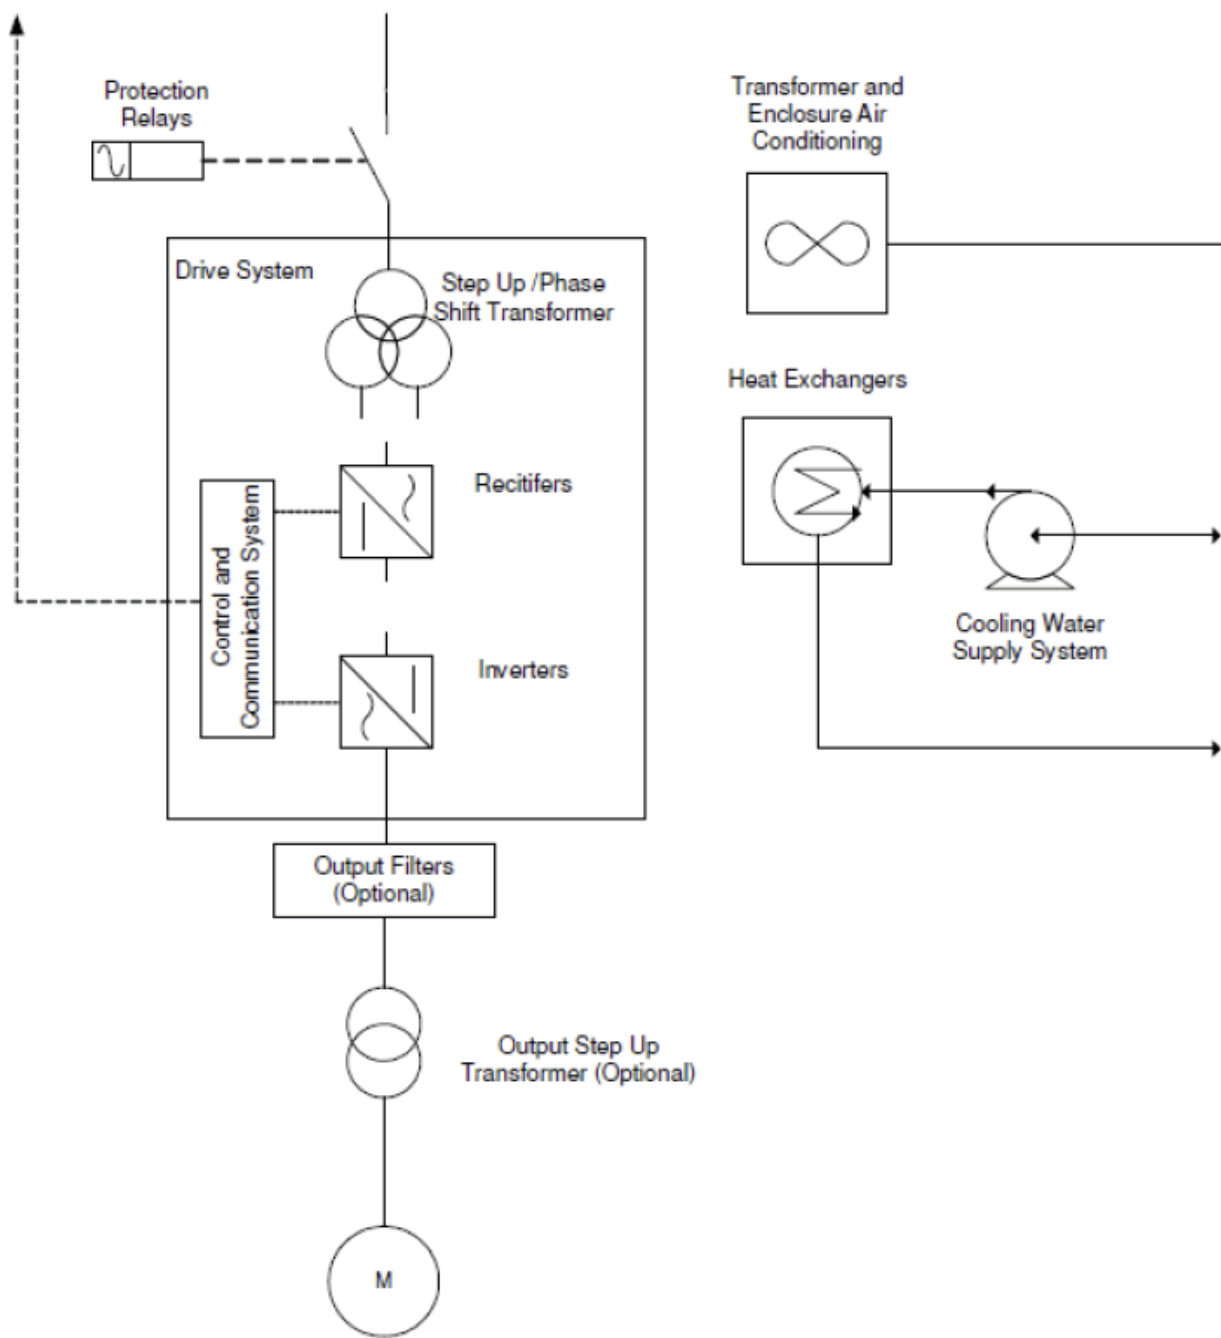 Protection
Relays
Transformer and
Enclosure Air
Conditioning
Drive System
Step Up /Phase
Shift Transformer
Heat Exchangers
Recitifers
Control and
Communication System
Inverters
Cooling Water
Supply System
Output Filters
(Optional)
Output Step Up
Transformer (Optional)
M